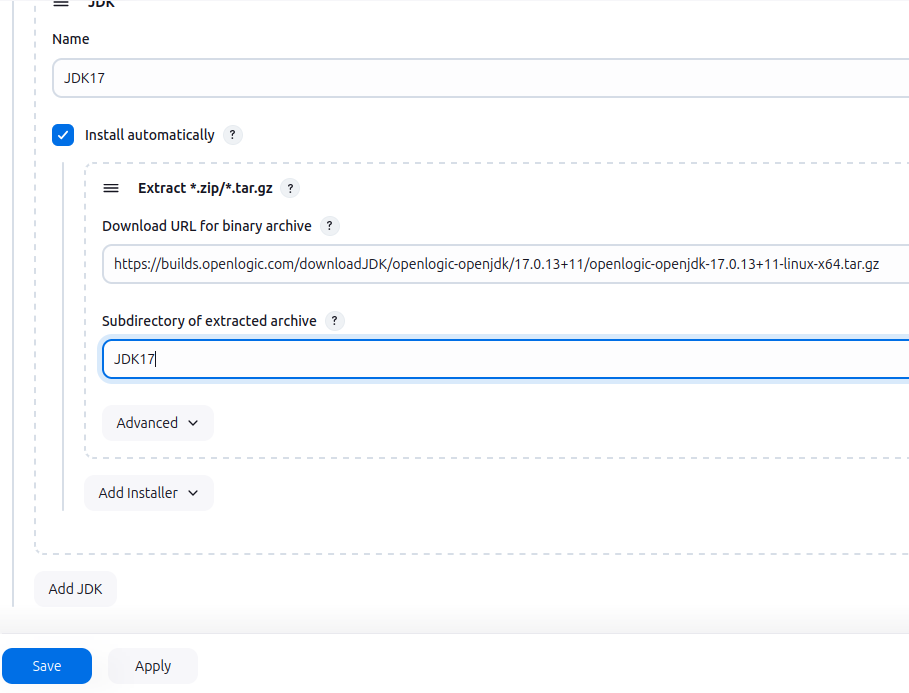 JDK
Name
JDK17
Install automatically ?
Extract *.zip/*.tar.gz ?
Download URL for binary archive ?
https://builds.openlogic.com/downloadJDK/openlogic-openjdk/17.0.13+11/openlogic-openjdk-17.0.13+11-linux-x64.tar.gz
Subdirectory of extracted archive ?
JDK17
Advanced
Add Installer
Add JDK
Save Apply